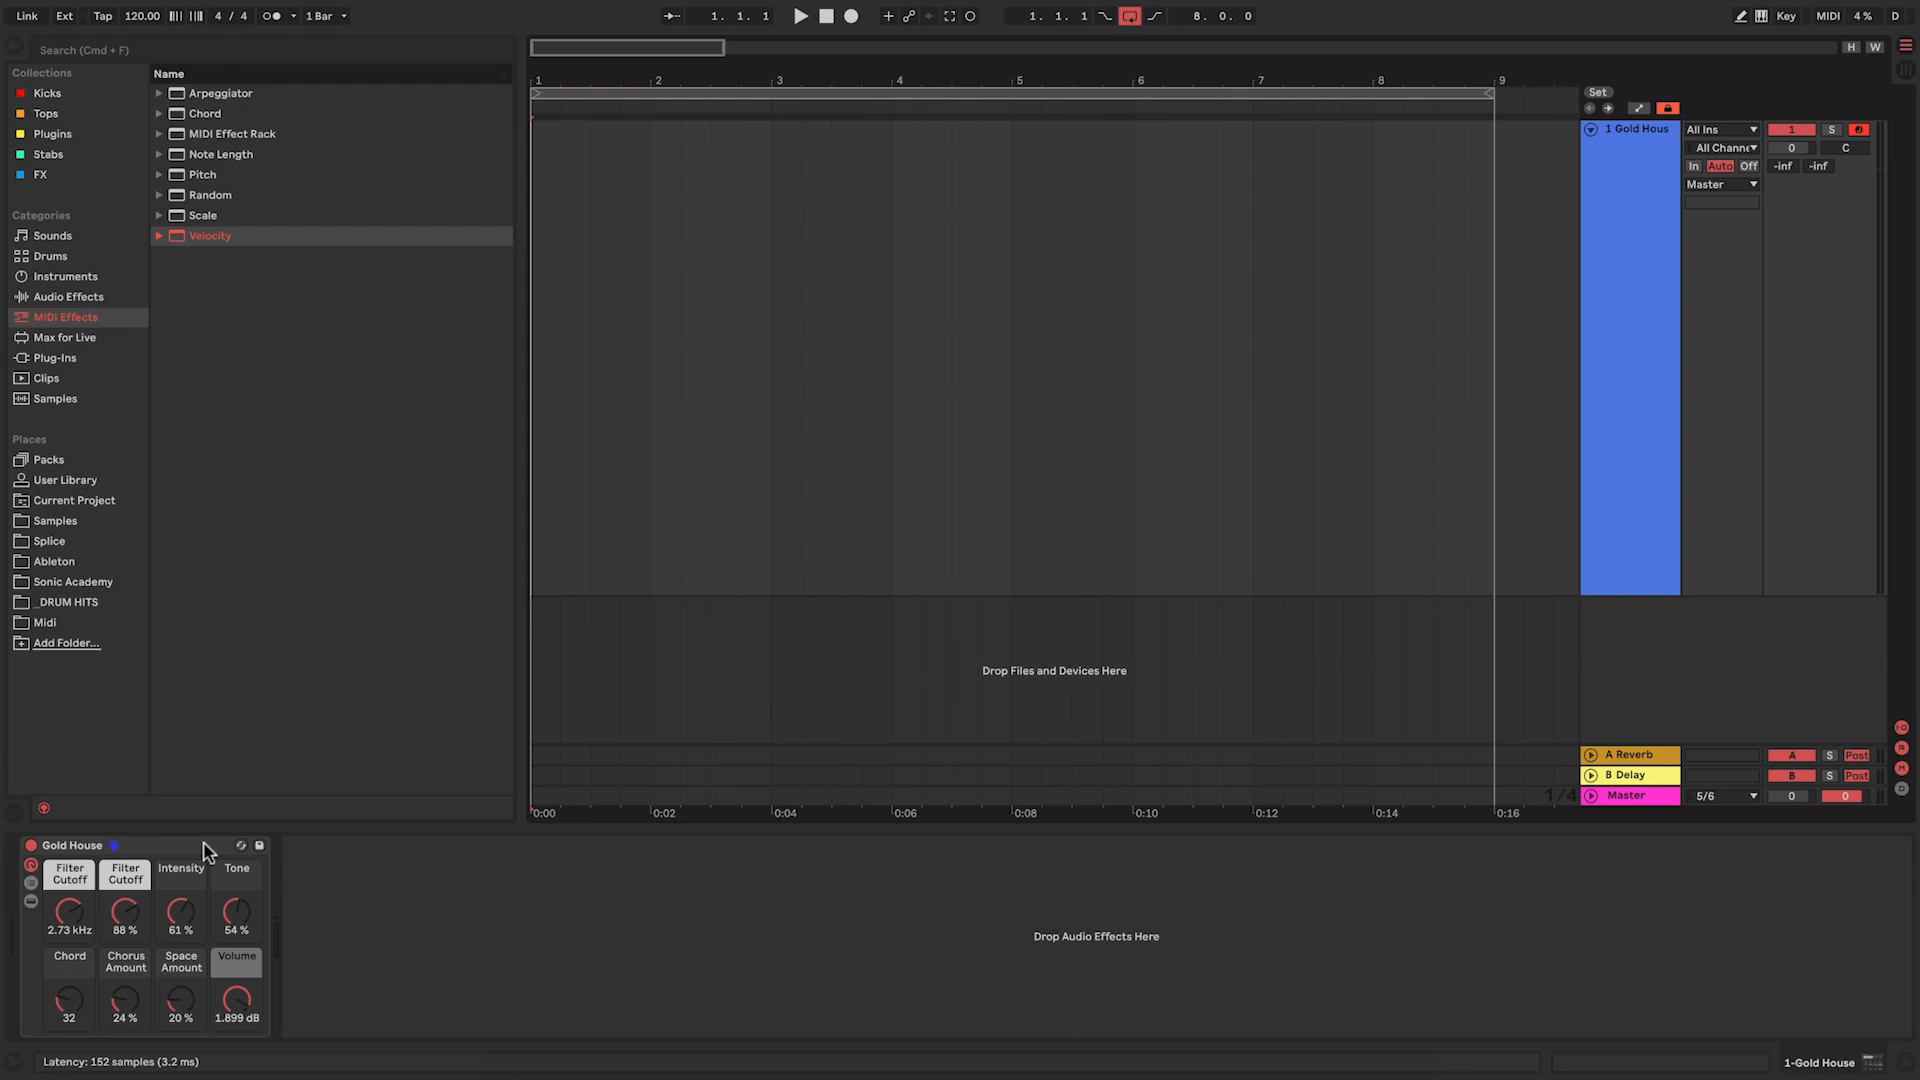 Link Ext Tap 120.00 4 / 4 1 Bar 1. 1. 1 1. 1. 1 8. 0. 0 Key MIDI 4 % D
Search (Cmd + F)
H W
Collections
Kicks
Tops
Plugins
Stabs
FX
Categories
Sounds
Drums
Instruments
Audio Effects
MIDI Effects
Max for Live
Plug-Ins
Clips
Samples
Places
Packs
User Library
Current Project
Samples
Splice
Ableton
Sonic Academy
_DRUM HITS
Midi
Add Folder...
Name
Arpeggiator
Chord
MIDI Effect Rack
Note Length
Pitch
Random
Scale
Velocity
1 2 3 4 5 6 7 8 9
Set
1 Gold Hous All Ins 1 S
All Channe 0 C
In Auto Off -inf -inf
Master
Drop Files and Devices Here
A Reverb A S Post
B Delay B S Post
1/4 Master 5/6 0 0
0:00 0:02 0:04 0:06 0:08 0:10 0:12 0:14 0:16
Gold House
Filter Cutoff Filter Cutoff Intensity Tone
2.73 kHz 88 % 61 % 54 %
Chord Chorus Amount Space Amount Volume
32 24 % 20 % 1.899 dB
Drop Audio Effects Here
Latency: 152 samples (3.2 ms)
1-Gold House